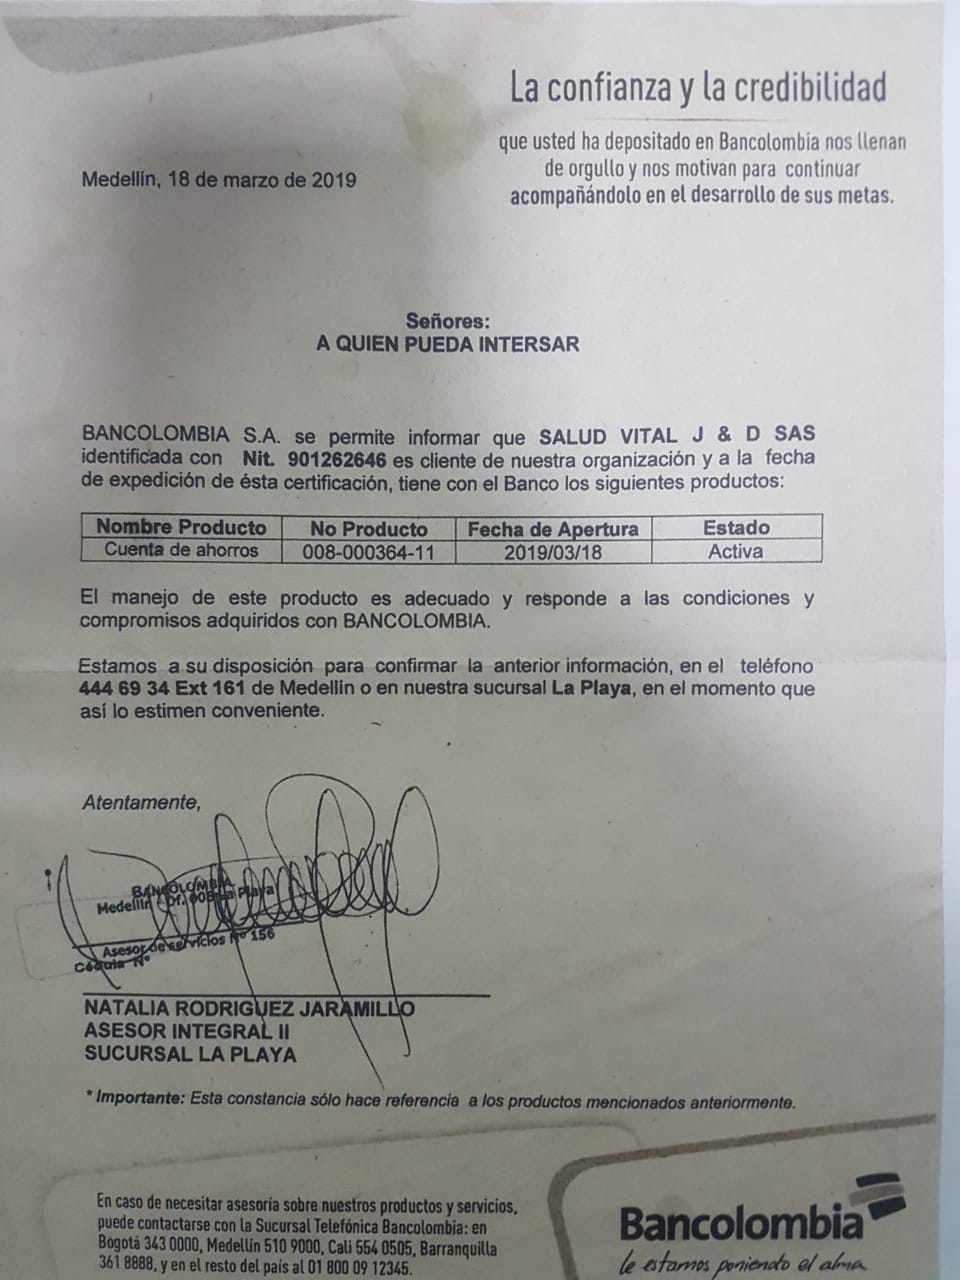 La confianza y la credibilidad
que usted ha depositado en Bancolombia nos llenan
de orgullo y nos motivan para continuar
acompañándolo en el desarrollo de sus metas.
Medellín, 18 de marzo de 2019
Señores:
A QUIEN PUEDA INTERSAR
BANCOLOMBIA S.A. se permite informar que SALUD VITAL J & D SAS
identificada con Nit. 901262646 es cliente de nuestra organización y a la fecha
de expedición de ésta certificación, tiene con el Banco los siguientes productos:
Nombre Producto No Producto Fecha de Apertura Estado
Cuenta de ahorros 008-000364-11 2019/03/18 Activa
El manejo de este producto es adecuado y responde a las condiciones y
compromisos adquiridos con BANCOLOMBIA.
Estamos a su disposición para confirmar la anterior información, en el teléfono
444 69 34 Ext 161 de Medellín o en nuestra sucursal La Playa, en el momento que
así lo estimen conveniente.
Atentamente,
BANCOLOMBIA
Medellín Of. 008 La Playa
Asesor de servicios Nº 156
Cédula Nº
NATALIA RODRIGUEZ JARAMILLO
ASESOR INTEGRAL II
SUCURSAL LA PLAYA
* Importante: Esta constancia sólo hace referencia a los productos mencionados anteriormente.
En caso de necesitar asesoría sobre nuestros productos y servicios,
puede contactarse con la Sucursal Telefónica Bancolombia: en
Bogotá 343 0000, Medellín 510 9000, Cali 554 0505, Barranquilla
361 8888, y en el resto del país al 01 800 09 12345.
Bancolombia
le estamos poniendo el alma